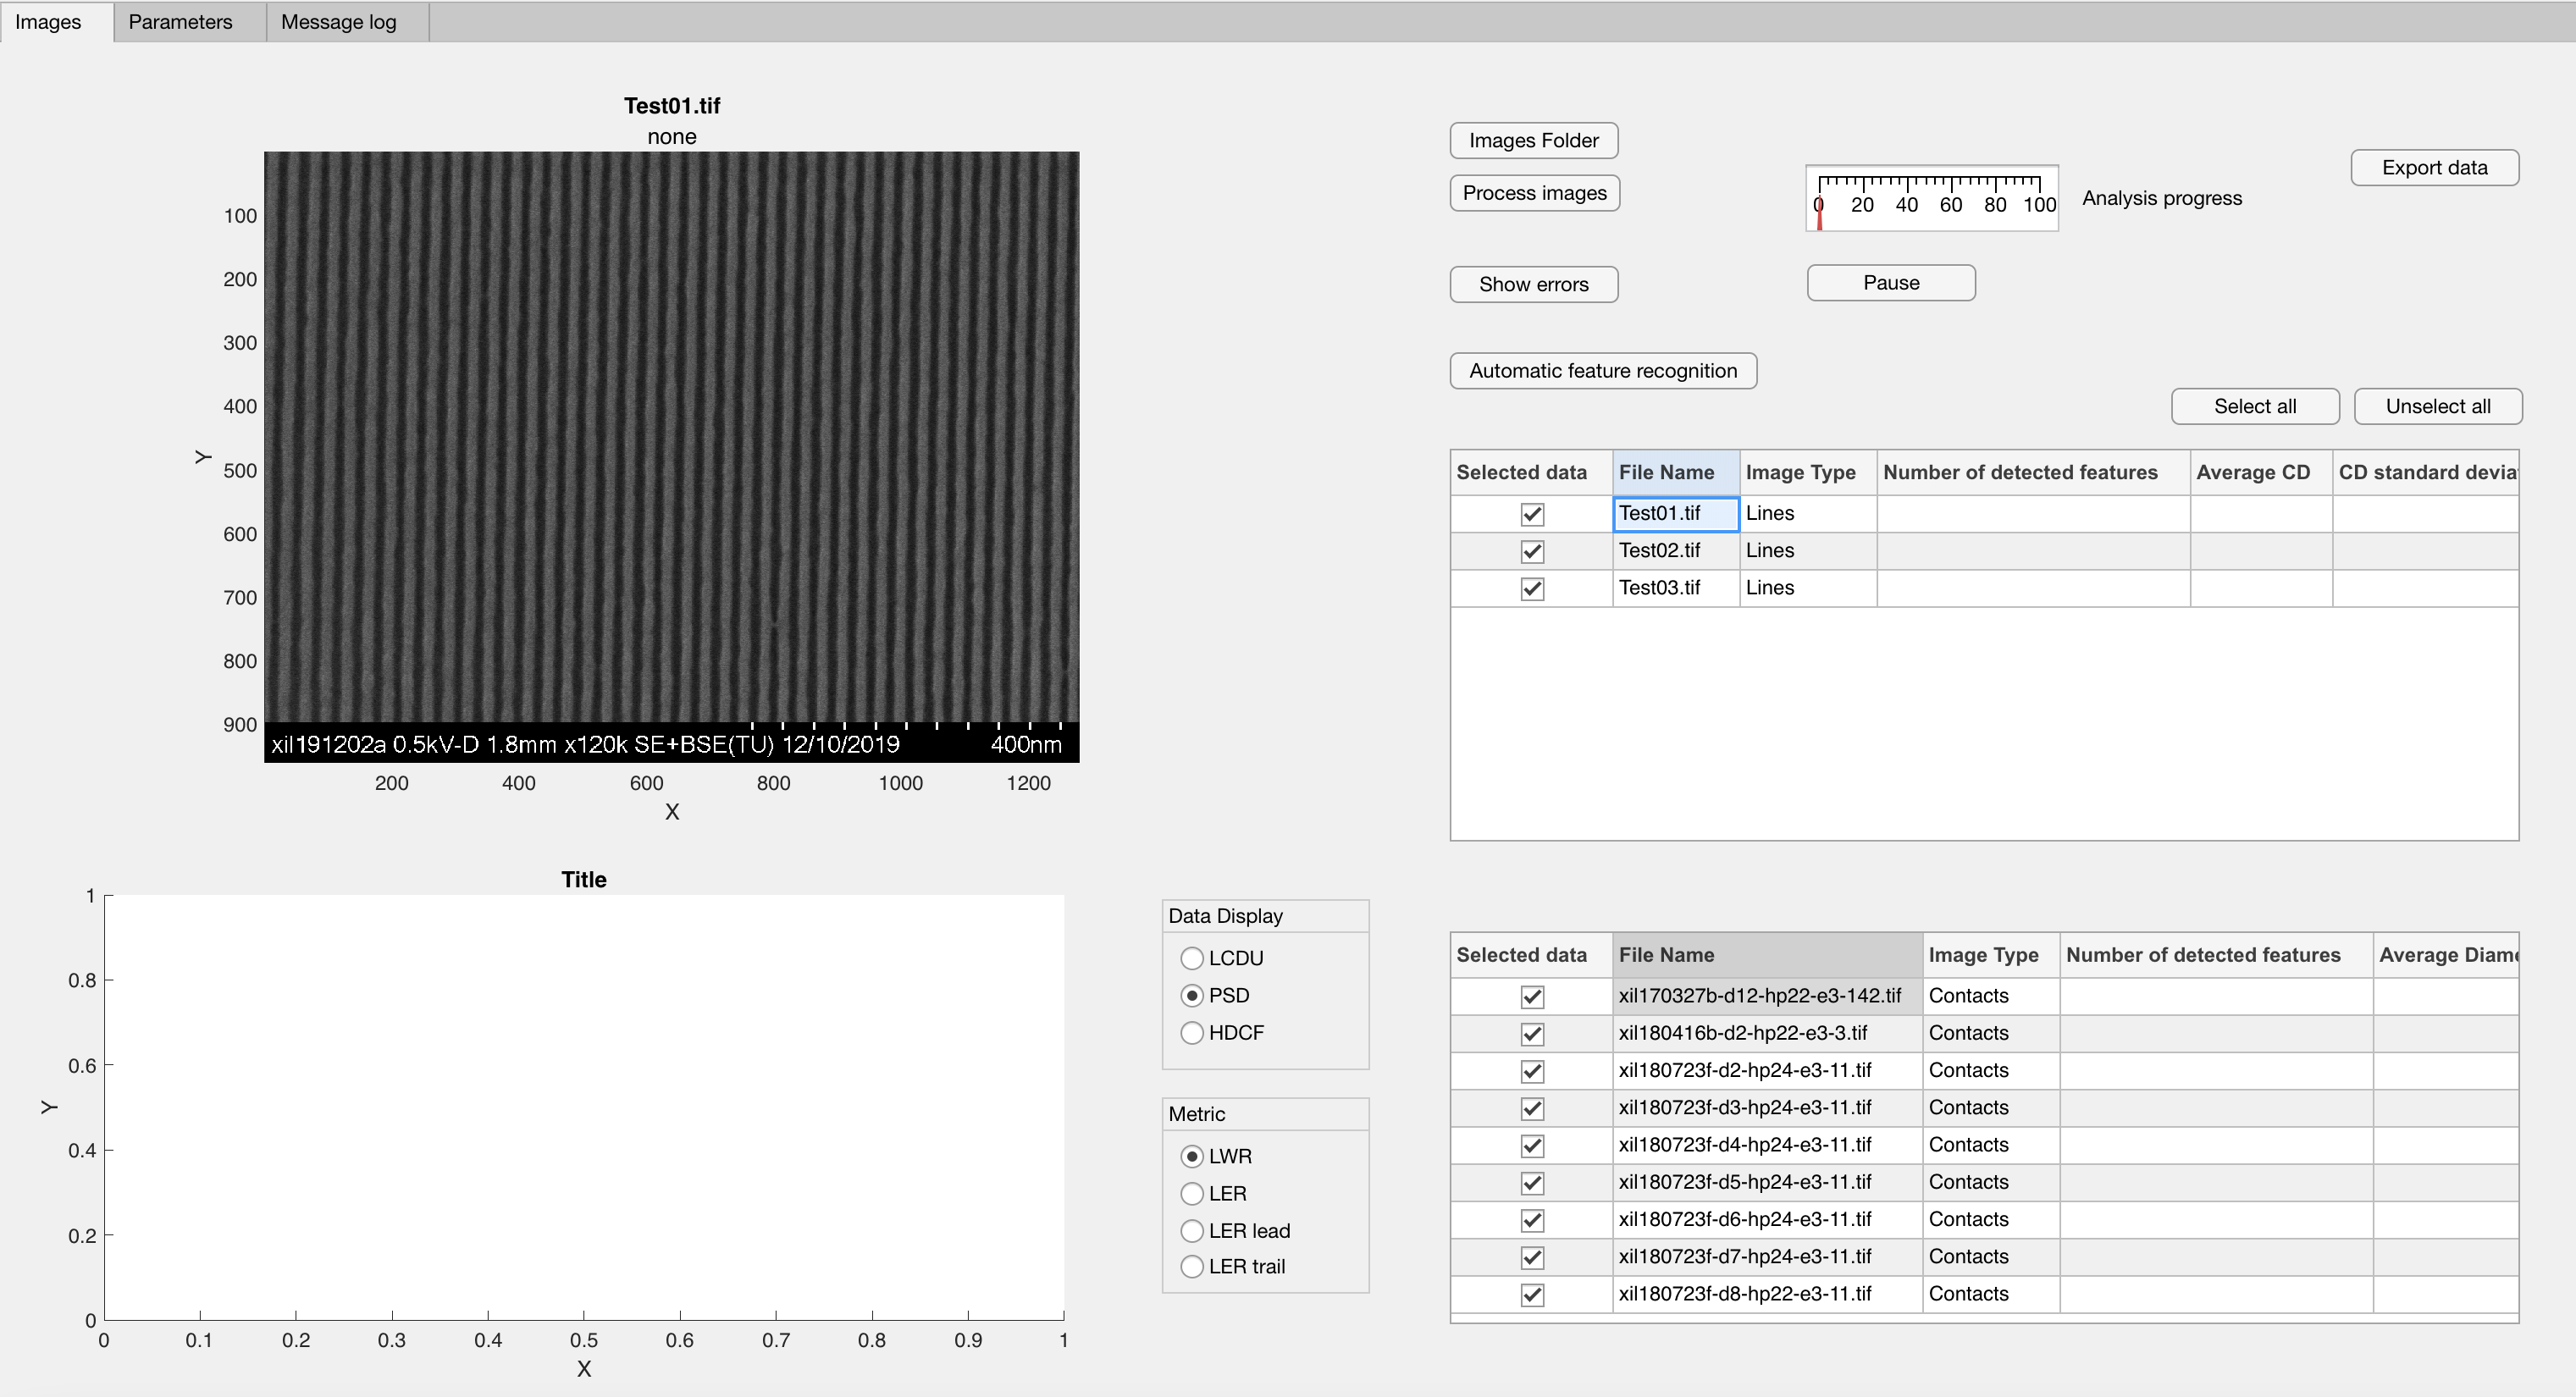 Images Parameters Message log
Test01.tif
none
100
200
300
400
500
600
700
800
900
Y
xil191202a 0.5kV-D 1.8mm x120k SE+BSE(TU) 12/10/2019 400nm
200 400 600 800 1000 1200
X
Images Folder
Process images
0 20 40 60 80 100
Analysis progress
Export data
Show errors
Pause
Automatic feature recognition
Select all Unselect all
Selected data File Name Image Type Number of detected features Average CD CD standard devia
Test01.tif Lines
Test02.tif Lines
Test03.tif Lines
Title
1
0.8
0.6
0.4
0.2
0
Y
0 0.1 0.2 0.3 0.4 0.5 0.6 0.7 0.8 0.9 1
X
Data Display
LCDU
PSD
HDCF
Metric
LWR
LER
LER lead
LER trail
Selected data File Name Image Type Number of detected features Average Diame
xil170327b-d12-hp22-e3-142.tif Contacts
xil180416b-d2-hp22-e3-3.tif Contacts
xil180723f-d2-hp24-e3-11.tif Contacts
xil180723f-d3-hp24-e3-11.tif Contacts
xil180723f-d4-hp24-e3-11.tif Contacts
xil180723f-d5-hp24-e3-11.tif Contacts
xil180723f-d6-hp24-e3-11.tif Contacts
xil180723f-d7-hp24-e3-11.tif Contacts
xil180723f-d8-hp22-e3-11.tif Contacts